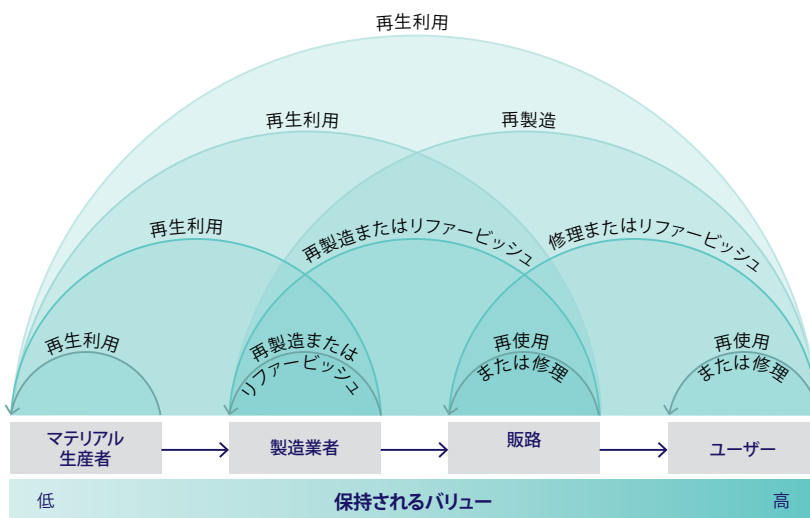 再生利用
再生利用
再製造
再生利用
再製造またはリファービッシュ
修理またはリファービッシュ
再生利用
再製造または
リファービッシュ
再使用
または修理
再使用
または修理
マテリアル
生産者
製造業者
販路
ユーザー
低
保持されるバリュー
高